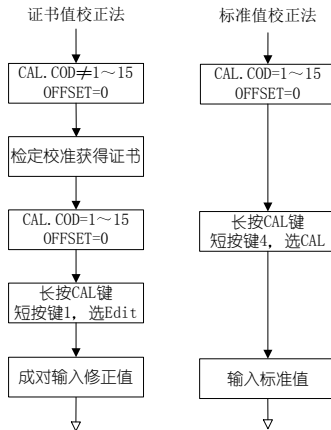 证书值校正法
CAL.COD≠1～15
OFFSET=0
检定校准获得证书
CAL.COD=1～15
OFFSET=0
长按CAL键
短按键1，选Edit
成对输入修正值
标准值校正法
CAL.COD=1～15
OFFSET=0
长按CAL键
短按键4，选CAL
输入标准值